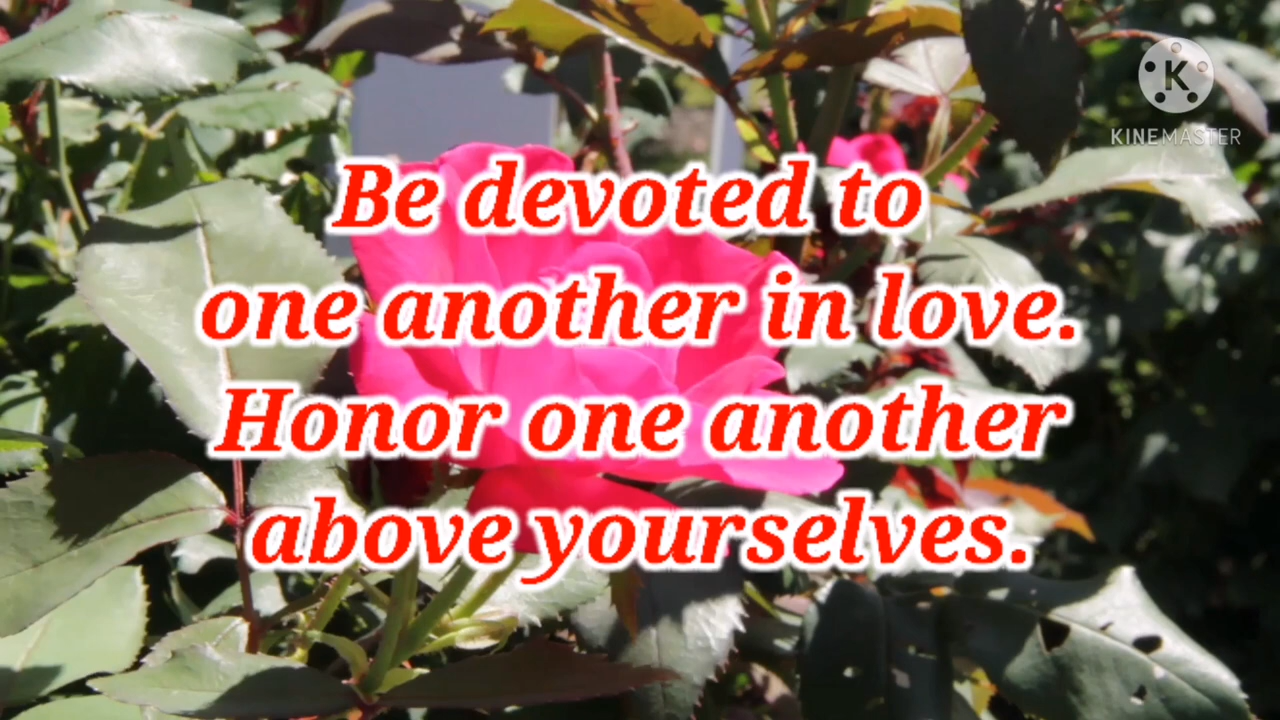 K
KINEMASTER
Be devoted to
one another in love.
Honor one another
above yourselves.